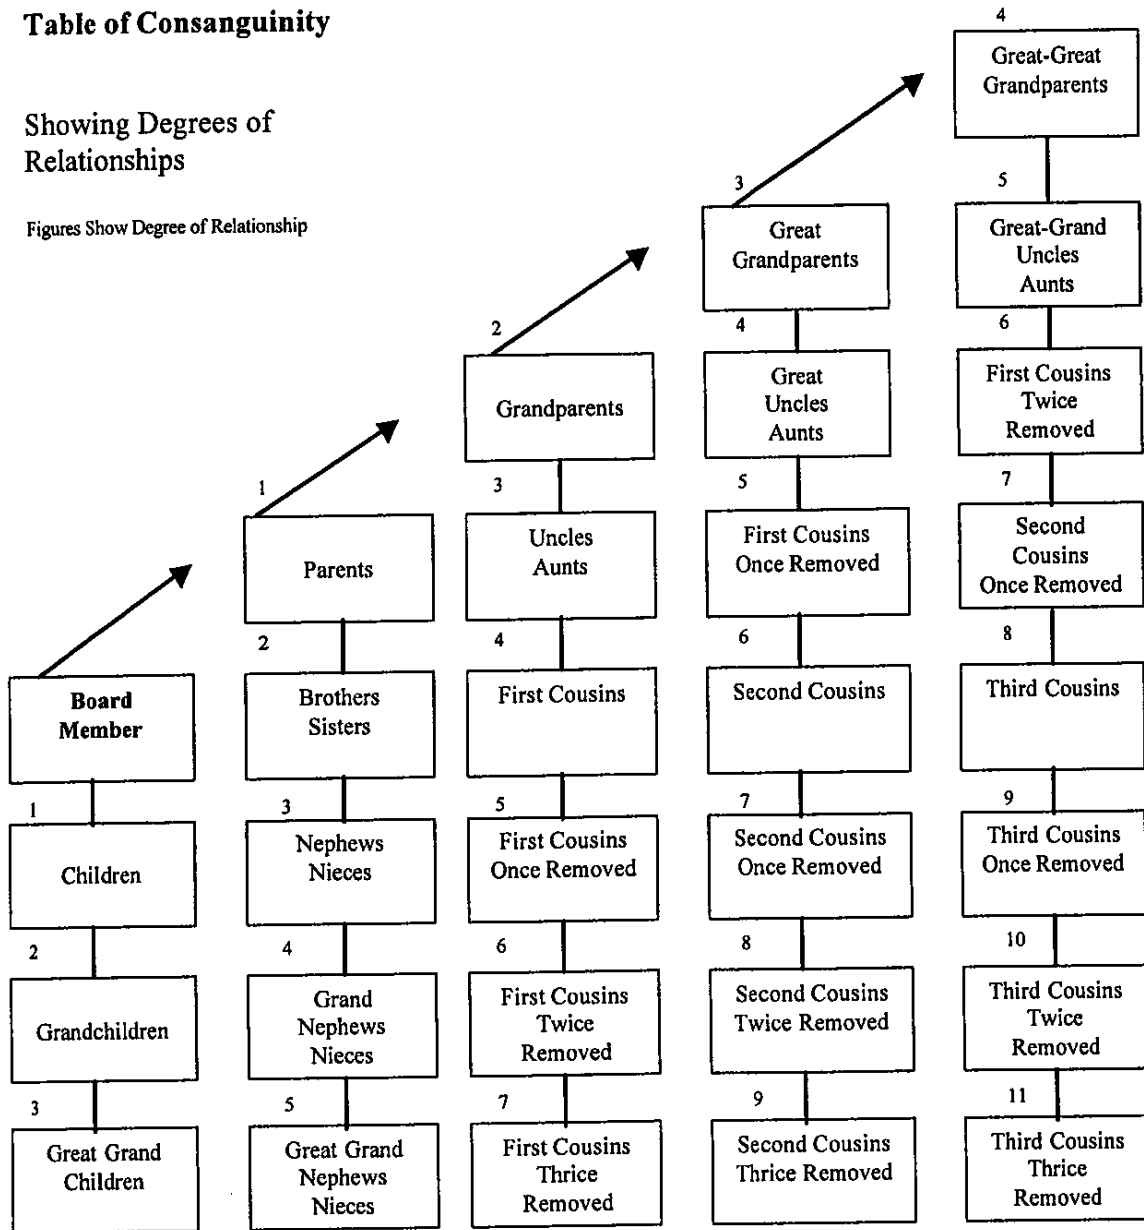 Table of Consanguinity
Showing Degrees of
Relationships
Figures Show Degree of Relationship
Board
Member
1
Children
2
Grandchildren
3
Great Grand
Children
1
Parents
2
Brothers
Sisters
3
Nephews
Nieces
4
Grand
Nephews
Nieces
5
Great Grand
Nephews
Nieces
2
Grandparents
3
Uncles
Aunts
4
First Cousins
5
First Cousins
Once Removed
6
First Cousins
Twice
Removed
7
First Cousins
Thrice
Removed
3
Great
Grandparents
4
Great
Uncles
Aunts
5
First Cousins
Once Removed
6
Second Cousins
7
Second Cousins
Once Removed
8
Second Cousins
Twice Removed
9
Second Cousins
Thrice Removed
4
Great-Great
Grandparents
5
Great-Grand
Uncles
Aunts
6
First Cousins
Twice
Removed
7
Second
Cousins
Once Removed
8
Third Cousins
9
Third Cousins
Once Removed
10
Third Cousins
Twice
Removed
11
Third Cousins
Thrice
Removed